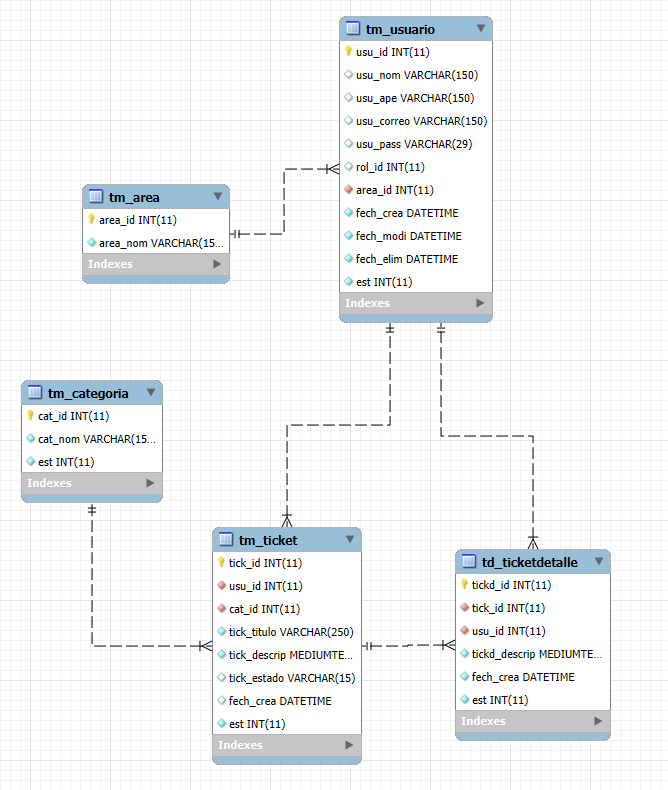 tm_usuario
usu_id INT(11)
usu_nom VARCHAR(150)
usu_ape VARCHAR(150)
usu_correo VARCHAR(150)
usu_pass VARCHAR(29)
rol_id INT(11)
area_id INT(11)
fech_crea DATETIME
fech_modi DATETIME
fech_elim DATETIME
est INT(11)
Indexes
tm_area
area_id INT(11)
area_nom VARCHAR(15...
Indexes
tm_categoria
cat_id INT(11)
cat_nom VARCHAR(15...
est INT(11)
Indexes
tm_ticket
tick_id INT(11)
usu_id INT(11)
cat_id INT(11)
tick_titulo VARCHAR(250)
tick_descrip MEDIUMTE...
tick_estado VARCHAR(15)
fech_crea DATETIME
est INT(11)
Indexes
td_ticketdetalle
tickd_id INT(11)
tick_id INT(11)
usu_id INT(11)
tickd_descrip MEDIUMTE...
fech_crea DATETIME
est INT(11)
Indexes